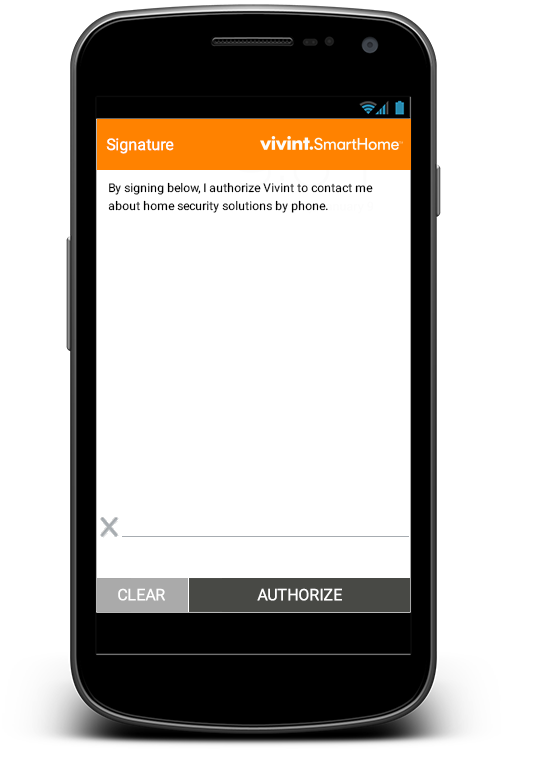 Signature
vivint.SmartHome
By signing below, I authorize Vivint to contact me
about home security solutions by phone.
X
CLEAR
AUTHORIZE